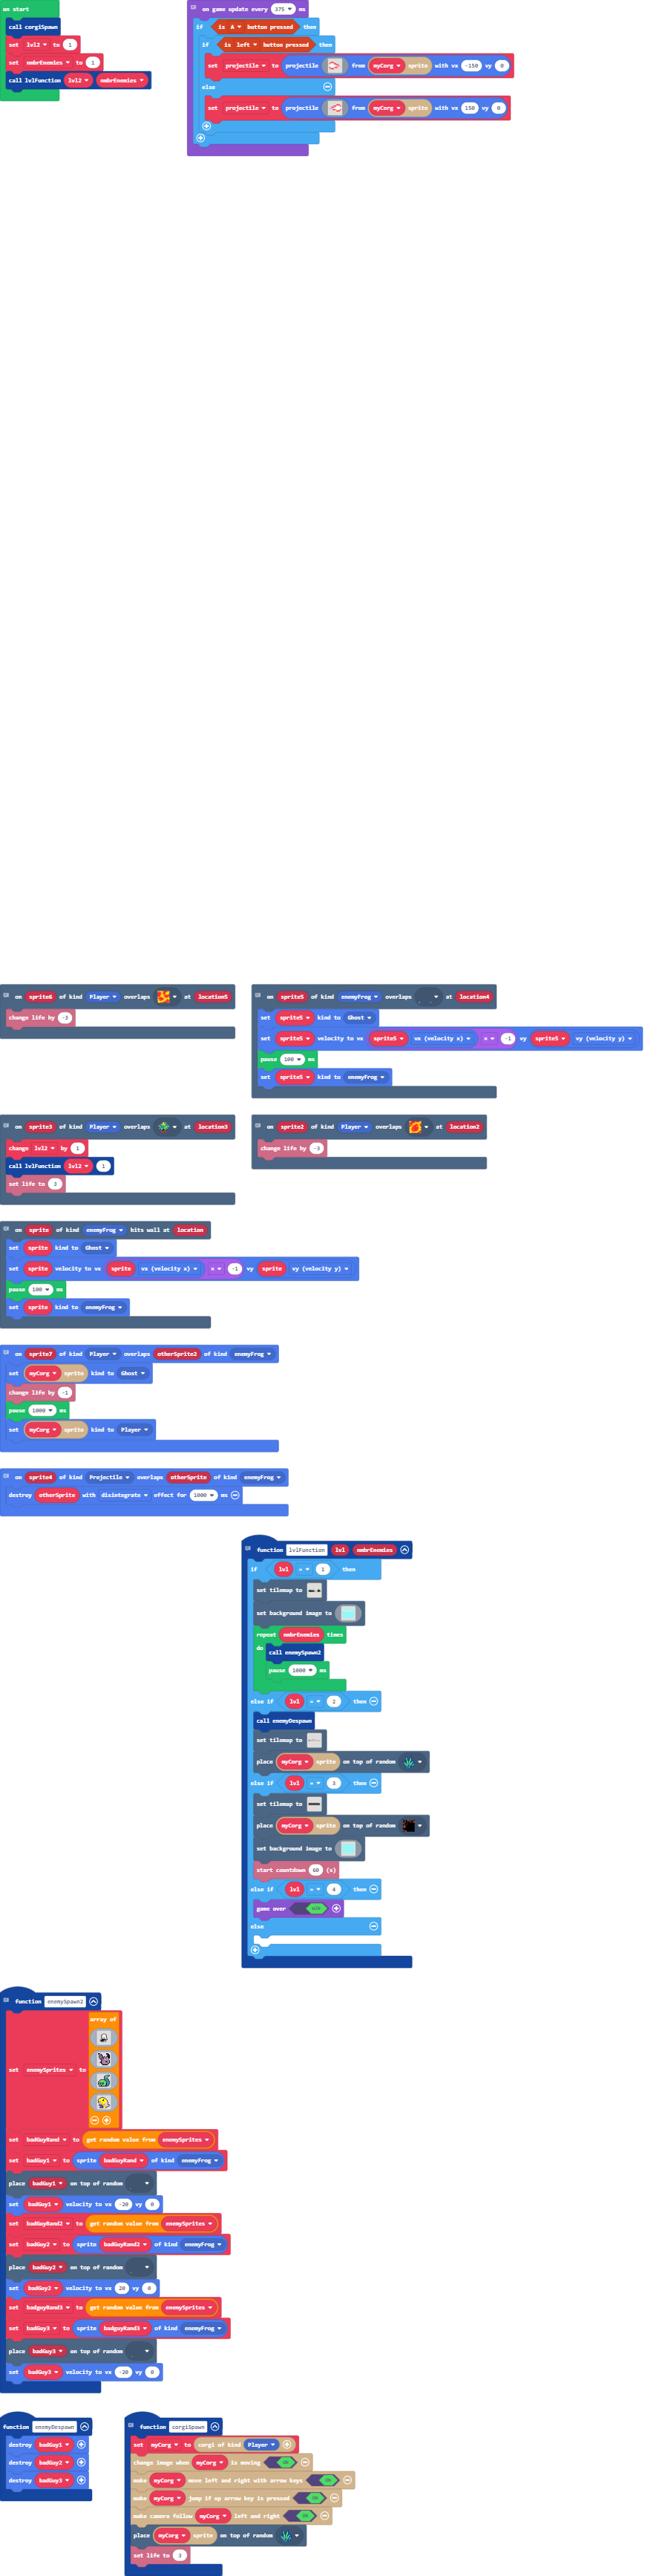 on start
call corgiSpawn
set lvl2 to 1
set nmbrEnemies to 1
call lvlFunction lvl2 nmbrEnemies
on game update every 375 ms
if is A button pressed then
if is left button pressed then
set projectile to projectile from myCorg sprite with vx -150 vy 0
else
set projectile to projectile from myCorg sprite with vx 150 vy 0
on sprite6 of kind Player overlaps at location5
change life by -3
on sprite5 of kind enemyFrog overlaps at location4
set sprite5 kind to Ghost
set sprite5 velocity to vx sprite5 vx (velocity x) × -1 vy sprite5 vy (velocity y)
pause 100 ms
set sprite5 kind to enemyFrog
on sprite3 of kind Player overlaps at location3
change lvl2 by 1
call lvlFunction lvl2 1
set life to 3
on sprite2 of kind Player overlaps at location2
change life by -3
on sprite of kind enemyFrog hits wall at location
set sprite kind to Ghost
set sprite velocity to vx sprite vx (velocity x) × -1 vy sprite vy (velocity y)
pause 100 ms
set sprite kind to enemyFrog
on sprite7 of kind Player overlaps otherSprite2 of kind enemyFrog
set myCorg sprite kind to Ghost
change life by -1
pause 1000 ms
set myCorg sprite kind to Player
on sprite4 of kind Projectile overlaps otherSprite of kind enemyFrog
destroy otherSprite with disintegrate effect for 1000 ms
function lvlFunction lvl nmbrEnemies
if lvl = 1 then
set tilemap to
set background image to
repeat nmbrEnemies times
do call enemySpawn2
pause 1000 ms
else if lvl = 2 then
call enemyDespawn
set tilemap to
place myCorg sprite on top of random
else if lvl = 3 then
set tilemap to
place myCorg sprite on top of random
set background image to
start countdown 60 (s)
else if lvl = 4 then
game over WIN
else
function enemySpawn2
array of
set enemySprites to
set badGuyRand to get random value from enemySprites
set badGuy1 to sprite badGuyRand of kind enemyFrog
place badGuy1 on top of random
set badGuy1 velocity to vx -20 vy 0
set badGuyRand2 to get random value from enemySprites
set badGuy2 to sprite badGuyRand2 of kind enemyFrog
place badGuy2 on top of random
set badGuy2 velocity to vx 20 vy 0
set badguyRand3 to get random value from enemySprites
set badGuy3 to sprite badguyRand3 of kind enemyFrog
place badGuy3 on top of random
set badGuy3 velocity to vx -20 vy 0
function enemyDespawn
destroy badGuy1
destroy badGuy2
destroy badGuy3
function corgiSpawn
set myCorg to corgi of kind Player
change image when myCorg is moving ON
make myCorg move left and right with arrow keys ON
make myCorg jump if up arrow key is pressed ON
make camera follow myCorg left and right ON
place myCorg sprite on top of random
set life to 3